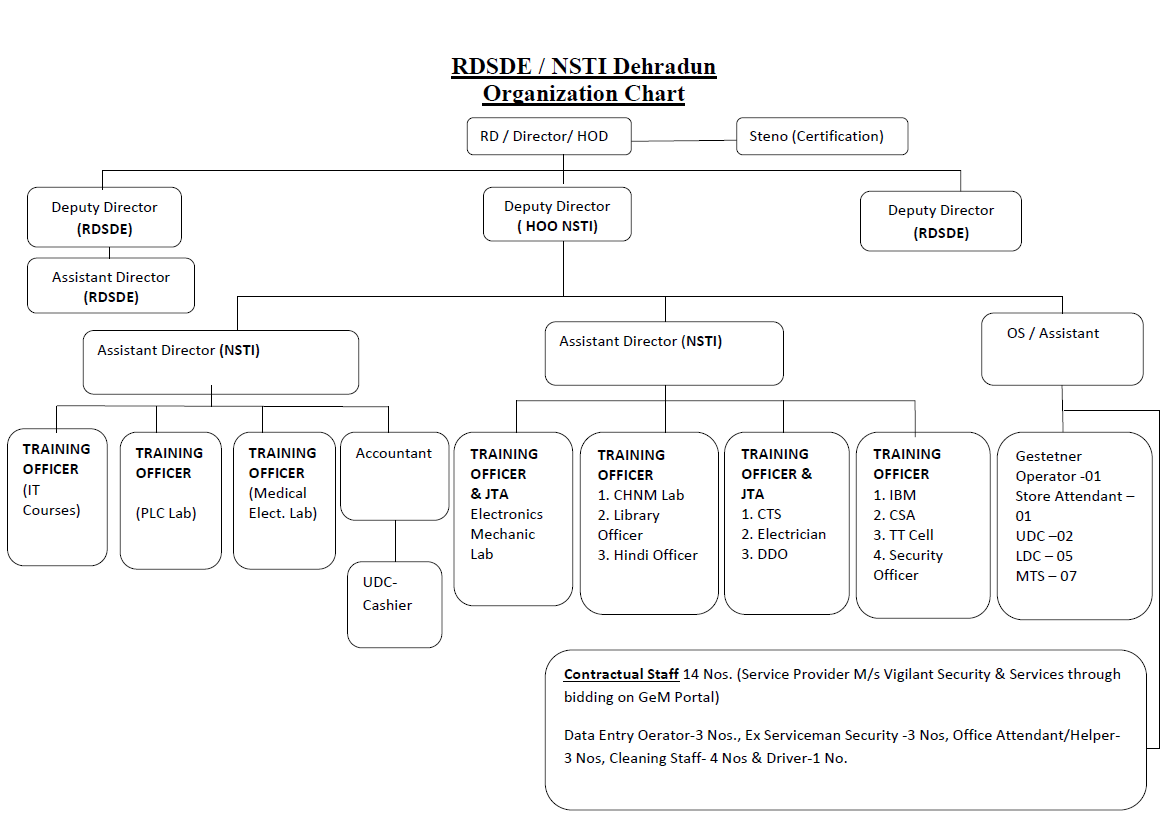 RDSDE / NSTI Dehradun
Organization Chart
RD / Director/ HOD
Steno (Certification)
Deputy Director
(RDSDE)
Deputy Director
( HOO NSTI)
Deputy Director
(RDSDE)
Assistant Director
(RDSDE)
Assistant Director (NSTI)
Assistant Director (NSTI)
OS / Assistant
TRAINING
OFFICER
(IT
Courses)
TRAINING
OFFICER
(PLC Lab)
TRAINING
OFFICER
(Medical
Elect. Lab)
Accountant
UDC-
Cashier
TRAINING
OFFICER
& JTA
Electronics
Mechanic
Lab
TRAINING
OFFICER
1. CHNM Lab
2. Library
Officer
3. Hindi Officer
TRAINING
OFFICER &
JTA
1. CTS
2. Electrician
3. DDO
TRAINING
OFFICER
1. IBM
2. CSA
3. TT Cell
4. Security
Officer
Gestetner
Operator -01
Store Attendant –
01
UDC –02
LDC – 05
MTS – 07
Contractual Staff 14 Nos. (Service Provider M/s Vigilant Security & Services through
bidding on GeM Portal)
Data Entry Oerator-3 Nos., Ex Serviceman Security -3 Nos, Office Attendant/Helper-
3 Nos, Cleaning Staff- 4 Nos & Driver-1 No.